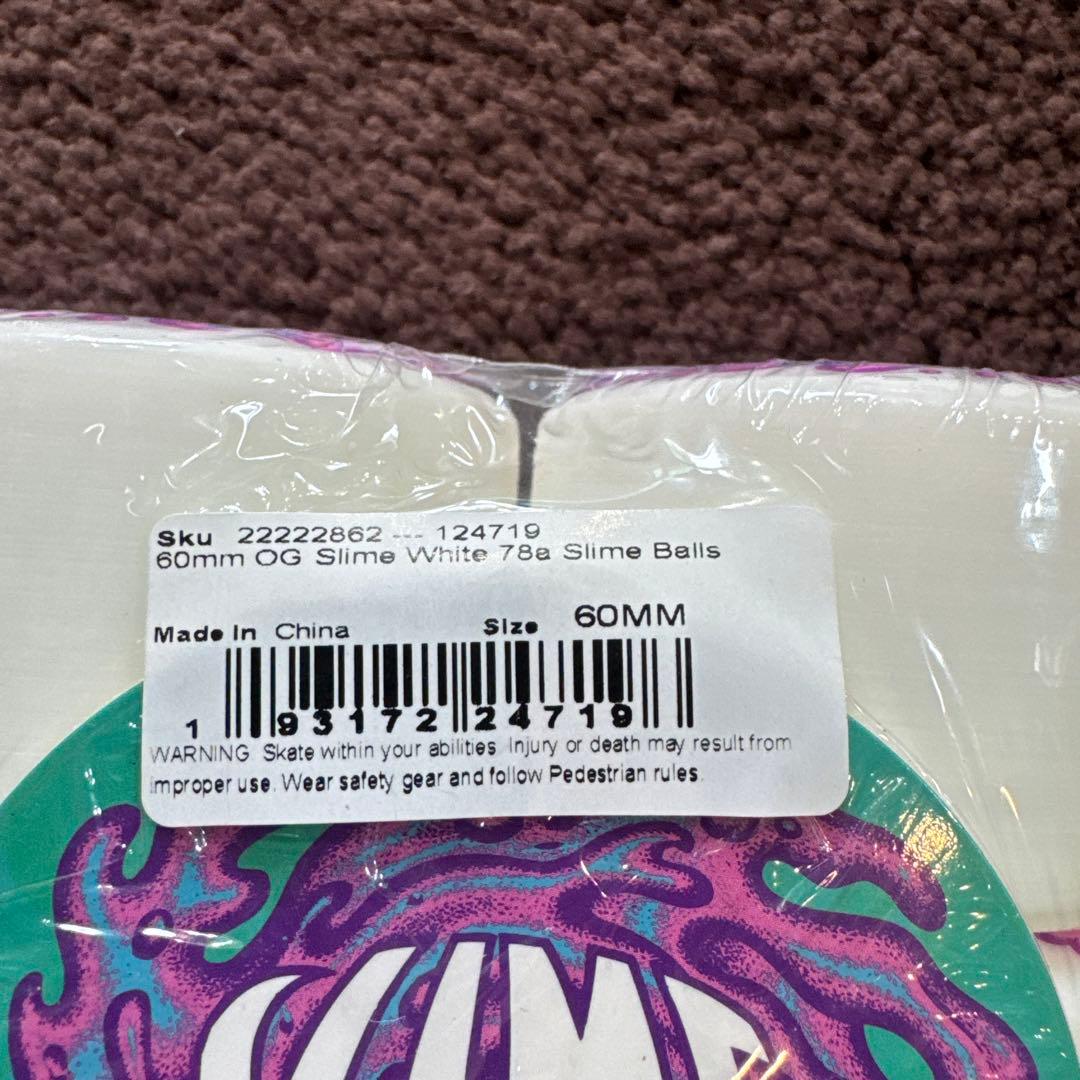 Sku 22222862 --- 124719
60mm OG Slime White 78a Slime Balls
Made In China Size 60MM
1 93172 24719
WARNING Skate within your abilities Injury or death may result from
improper use. Wear safety gear and follow Pedestrian rules.